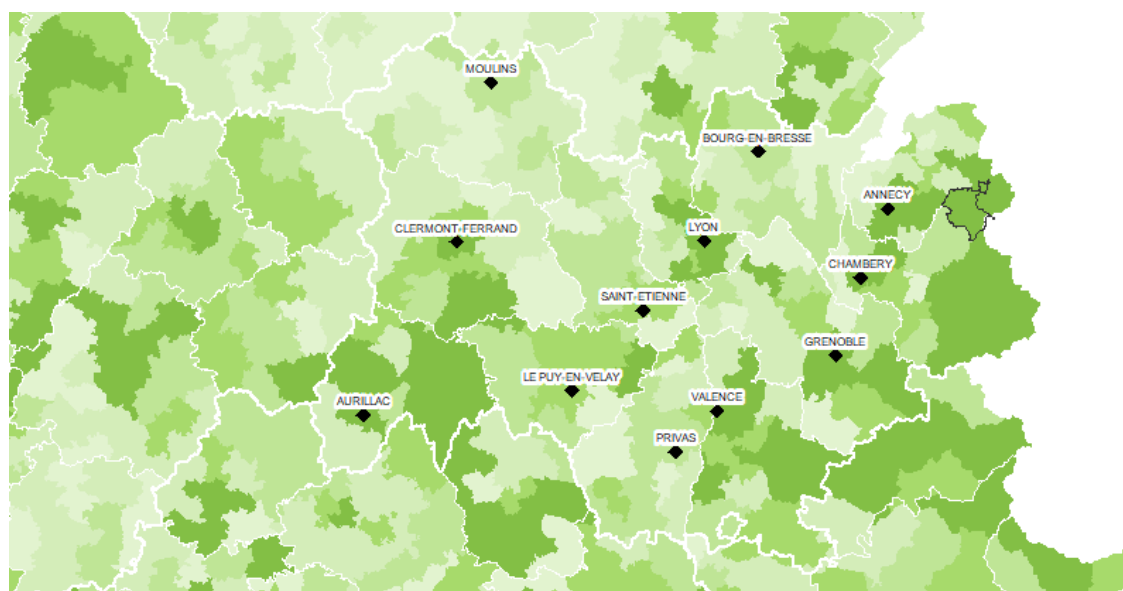 MOULINS
BOURG-EN-BRESSE
ANNECY
CLERMONT-FERRAND
LYON
CHAMBERY
SAINT-ETIENNE
GRENOBLE
LE PUY-EN-VELAY
AURILLAC
VALENCE
PRIVAS